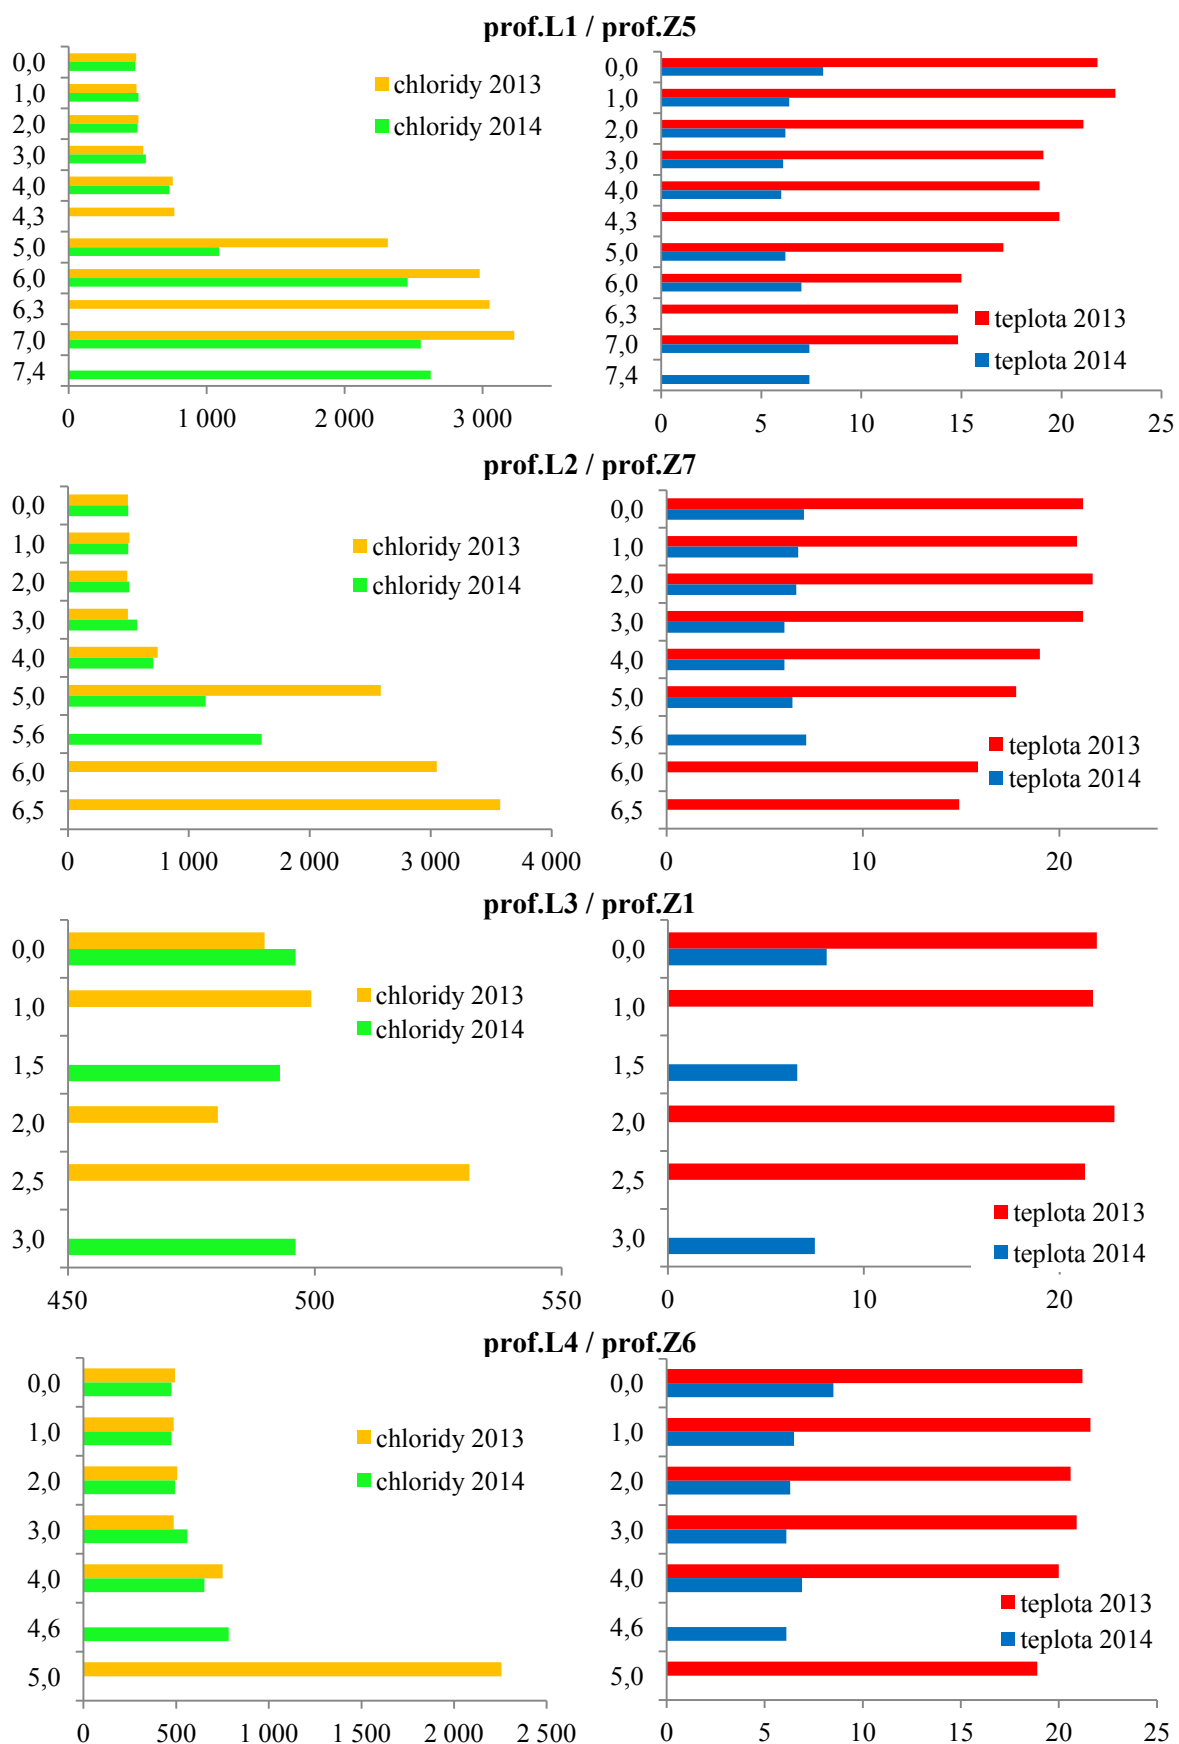 prof.L1 / prof.Z5
0,0
1,0
2,0
3,0
4,0
4,3
5,0
6,0
6,3
7,0
7,4
chloridy 2013
chloridy 2014
0 1 000 2 000 3 000
0,0
1,0
2,0
3,0
4,0
4,3
5,0
6,0
6,3
7,0
7,4
teplota 2013
teplota 2014
0 5 10 15 20 25
prof.L2 / prof.Z7
0,0
1,0
2,0
3,0
4,0
5,0
5,6
6,0
6,5
chloridy 2013
chloridy 2014
0 1 000 2 000 3 000 4 000
0,0
1,0
2,0
3,0
4,0
5,0
5,6
6,0
6,5
teplota 2013
teplota 2014
0 10 20
prof.L3 / prof.Z1
0,0
1,0
1,5
2,0
2,5
3,0
chloridy 2013
chloridy 2014
450 500 550
0,0
1,0
1,5
2,0
2,5
3,0
teplota 2013
teplota 2014
0 10 20
prof.L4 / prof.Z6
0,0
1,0
2,0
3,0
4,0
4,6
5,0
chloridy 2013
chloridy 2014
0 500 1 000 1 500 2 000 2 500
0,0
1,0
2,0
3,0
4,0
4,6
5,0
teplota 2013
teplota 2014
0 5 10 15 20 25